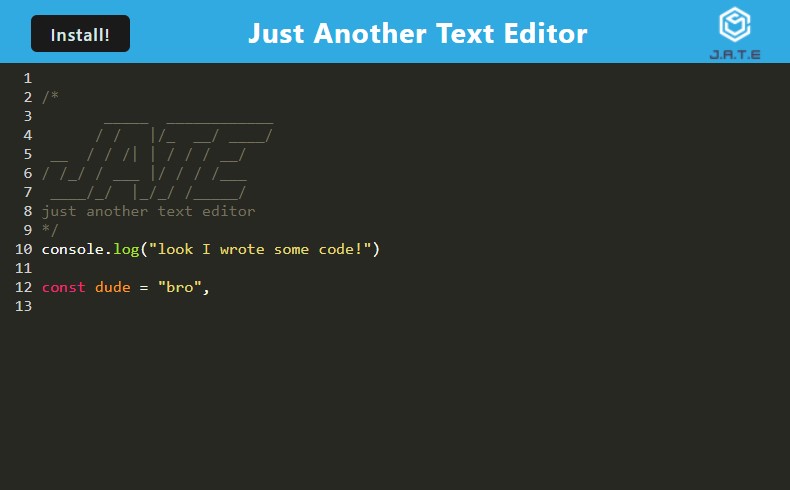 Install!
Just Another Text Editor
J.A.T.E
1
2 /*
3        _____  ____________
4       / /   |/_  __/ ____/
5  __  / / /| | / / / __/
6 / /_/ / ___ |/ / / /___
7  ____/_/  |_/_/ /_____/
8 just another text editor
9 */
10 console.log("look I wrote some code!")
11
12 const dude = "bro",
13